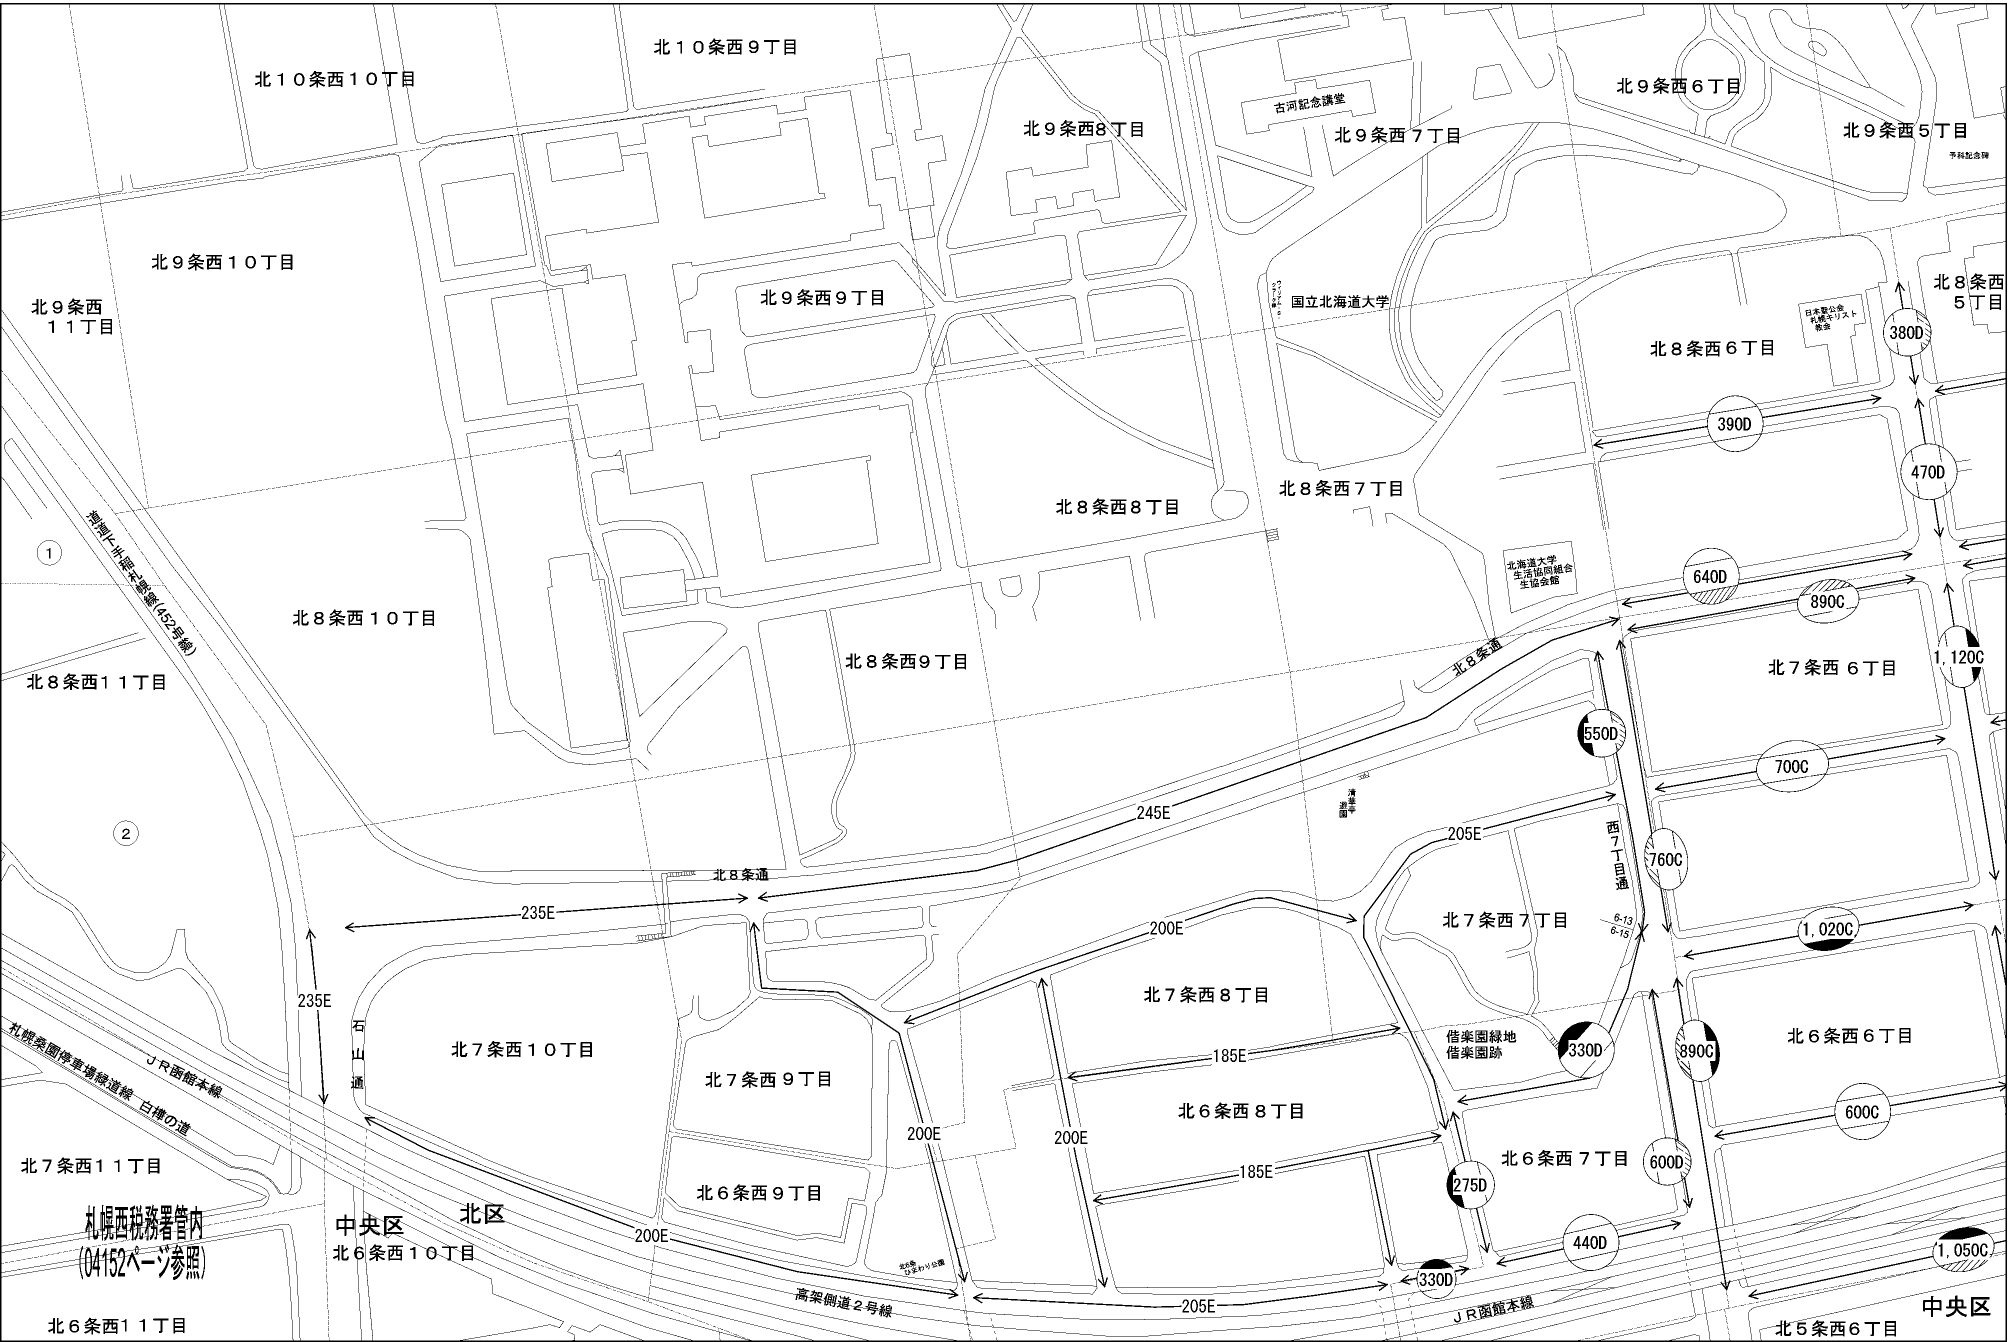 北１０条西９丁目
北１０条西１０丁目
北９条西６丁目
古河記念講堂
北９条西８丁目
北９条西７丁目
北９条西５丁目
予科記念碑
北９条西１０丁目
北９条西
１１丁目
北９条西９丁目
国立北海道大学
北８条西
５丁目
日本聖公会
札幌キリスト
教会
380D
北８条西６丁目
390D
470D
北８条西７丁目
北８条西８丁目
道道下手稲札幌線(452号線)
①
北海道大学
生活協同組合
生協会館
640D
890C
北８条西１０丁目
北８条西９丁目
北８条通
1,120C
北７条西６丁目
北８条西１１丁目
550D
700C
清華亭
遊園
245E
205E
②
西７丁目通
760C
北８条通
235E
200E
北７条西７丁目
6-13
6-15
1,020C
235E
北７条西８丁目
石山通
北７条西１０丁目
185E
偕楽園緑地
偕楽園跡
330D
890C
北６条西６丁目
札幌桑園停車場緑道線 白樺の道
ＪＲ函館本線
北７条西９丁目
北６条西８丁目
600C
200E
200E
北７条西１１丁目
185E
北６条西７丁目
600D
275D
北６条西９丁目
札幌西税務署管内
(04152ページ参照)
中央区
北区
北６条西１０丁目
200E
北6条
ひまわり公園
440D
1,050C
330D
高架側道２号線
205E
ＪＲ函館本線
中央区
北６条西１１丁目
北５条西６丁目